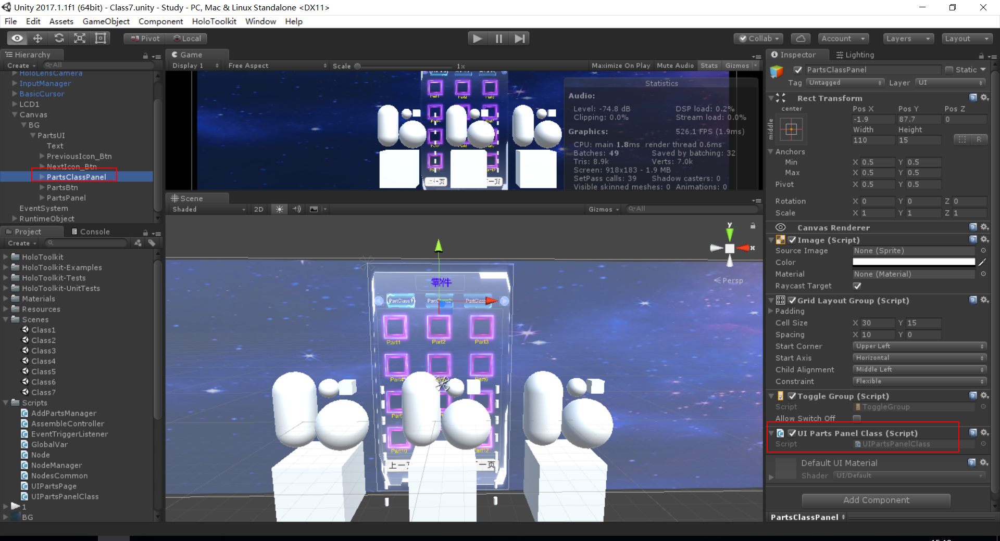 Unity 2017.1.1f1 (64bit) - Class7.unity - Study - PC, Mac & Linux Standalone <DX11>
File Edit Assets GameObject Component HoloToolkit Window Help
Pivot Local Collab Account Layers Layout
Hierarchy
Create All
HoloLensCamera
InputManager
BasicCursor
LCD1
Canvas
BG
PartsUI
Text
PreviousIcon_Btn
NextIcon_Btn
PartsClassPanel
PartsBtn
PartsPanel
EventSystem
RuntimeObject
Project Console
Create
HoloToolkit
HoloToolkit-Examples
HoloToolkit-Tests
HoloToolkit-UnitTests
Materials
Resources
Scenes
Class1
Class2
Class3
Class4
Class5
Class6
Class7
Scripts
AddPartsManager
AssembleController
EventTriggerListener
GlobalVar
Node
NodeManager
NodesCommon
UIPartsPage
UIPartsPanelClass
1
BG
Game
Display 1 Free Aspect Scale 1x Maximize On Play Mute Audio Stats Gizmos
Statistics
Audio:
Level: -74.8 dB DSP load: 0.2%
Clipping: 0.0% Stream load: 0.0%
Graphics: 526.1 FPS (1.9ms)
CPU: main 1.8ms render thread 0.6ms
Batches: 49 Saved by batching: 32
Tris: 8.9k Verts: 7.0k
Screen: 918x183 - 1.9 MB
SetPass calls: 39 Shadow casters: 0
Visible skinned meshes: 0 Animations: 0
Scene
Shaded 2D Gizmos All
y
x
Persp
零件
PartClass1
Part1 Part2 Part3
Part10
Inspector Lighting
PartsClassPanel Static
Tag Untagged Layer UI
Rect Transform
center
middle
Pos X Pos Y Pos Z
-1.9 87.7 0
Width Height
110 15 R
Anchors
Min X 0.5 Y 0.5
Max X 0.5 Y 0.5
Pivot X 0.5 Y 0.5
Rotation X 0 Y 0 Z 0
Scale X 1 Y 1 Z 1
Canvas Renderer
Image (Script)
Source Image None (Sprite)
Color
Material None (Material)
Raycast Target
Grid Layout Group (Script)
Padding
Cell Size X 30 Y 15
Spacing X 10 Y 0
Start Corner Upper Left
Start Axis Horizontal
Child Alignment Middle Left
Constraint Flexible
Toggle Group (Script)
Script ToggleGroup
Allow Switch Off
UI Parts Panel Class (Script)
Script UIPartsPanelClass
Default UI Material
Shader UI/Default
Add Component
PartsClassPanel